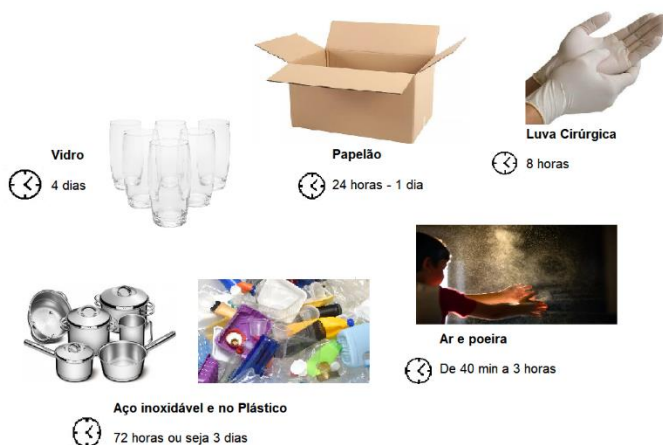 Vidro
4 dias
Papelão
24 horas - 1 dia
Luva Cirúrgica
8 horas
Aço inoxidável e no Plástico
72 horas ou seja 3 dias
Ar e poeira
De 40 min a 3 horas